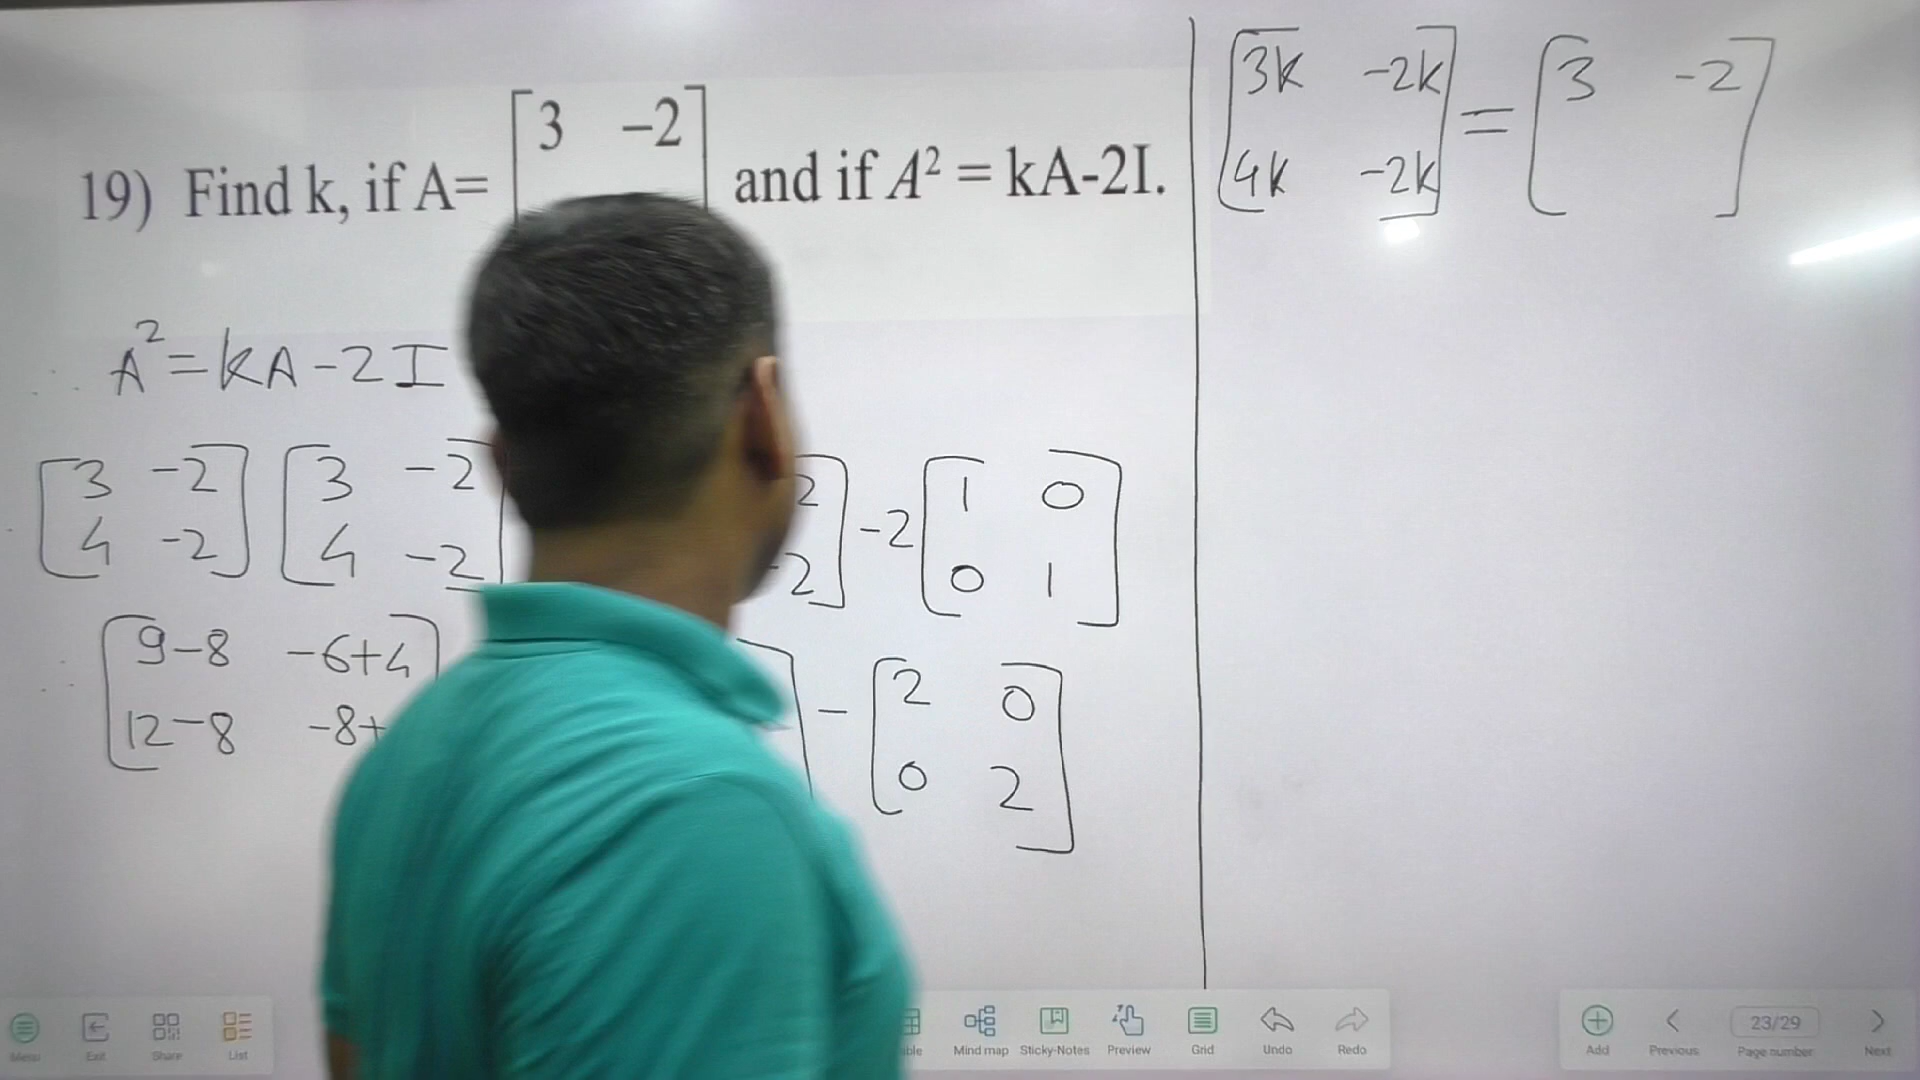 3 -2
19) Find k, if A= and if A² = kA-2I.
A² = kA - 2I
3 -2 3 -2 2 -2 1 0
4 -2 4 -2 -2 0 1
9-8 -6+4 - 2 0
12-8 -8+ 0 2
3k -2k = 3 -2
4k -2k
Menu Exit Share List Mind map Sticky-Notes Preview Grid Undo Redo Add Previous 23/29 Page number Next